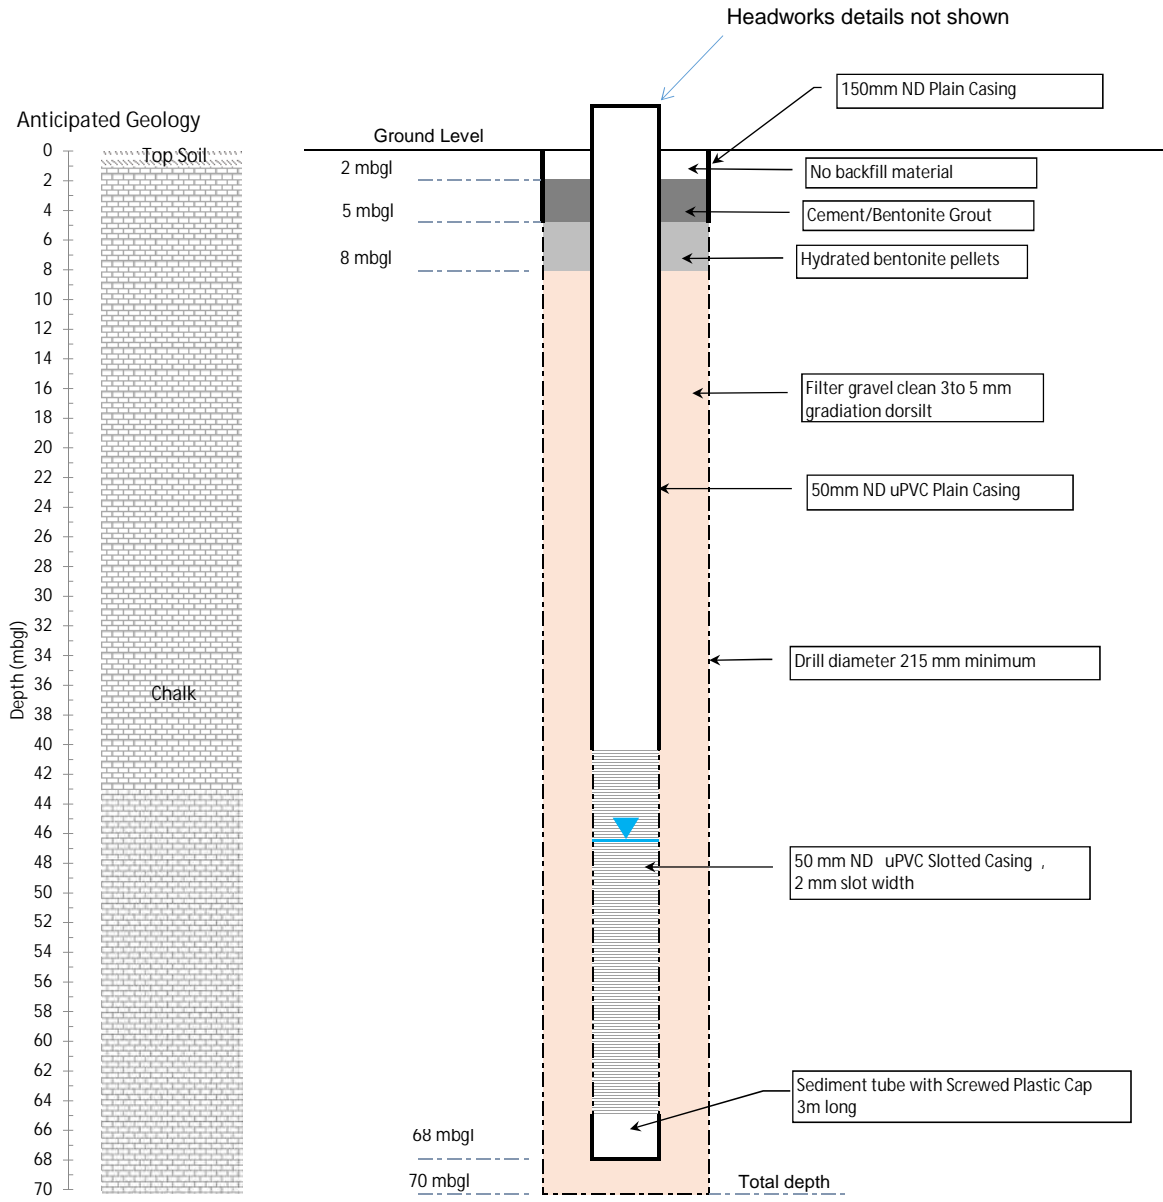 Headworks details not shown
150mm ND Plain Casing
Anticipated Geology
Ground Level
0
Top Soil
2 mbgl
No backfill material
2
4
5 mbgl
Cement/Bentonite Grout
6
8 mbgl
Hydrated bentonite pellets
8
10
12
14
16
Filter gravel clean 3to 5 mm
gradiation dorsilt
18
20
22
50mm ND uPVC Plain Casing
24
26
28
30
32
34
Drill diameter 215 mm minimum
Depth (mbgl)
36
Chalk
38
40
42
44
46
48
50 mm ND uPVC Slotted Casing ,
2 mm slot width
50
52
54
56
58
60
62
Sediment tube with Screwed Plastic Cap
3m long
64
66
68 mbgl
68
70 mbgl
Total depth
70